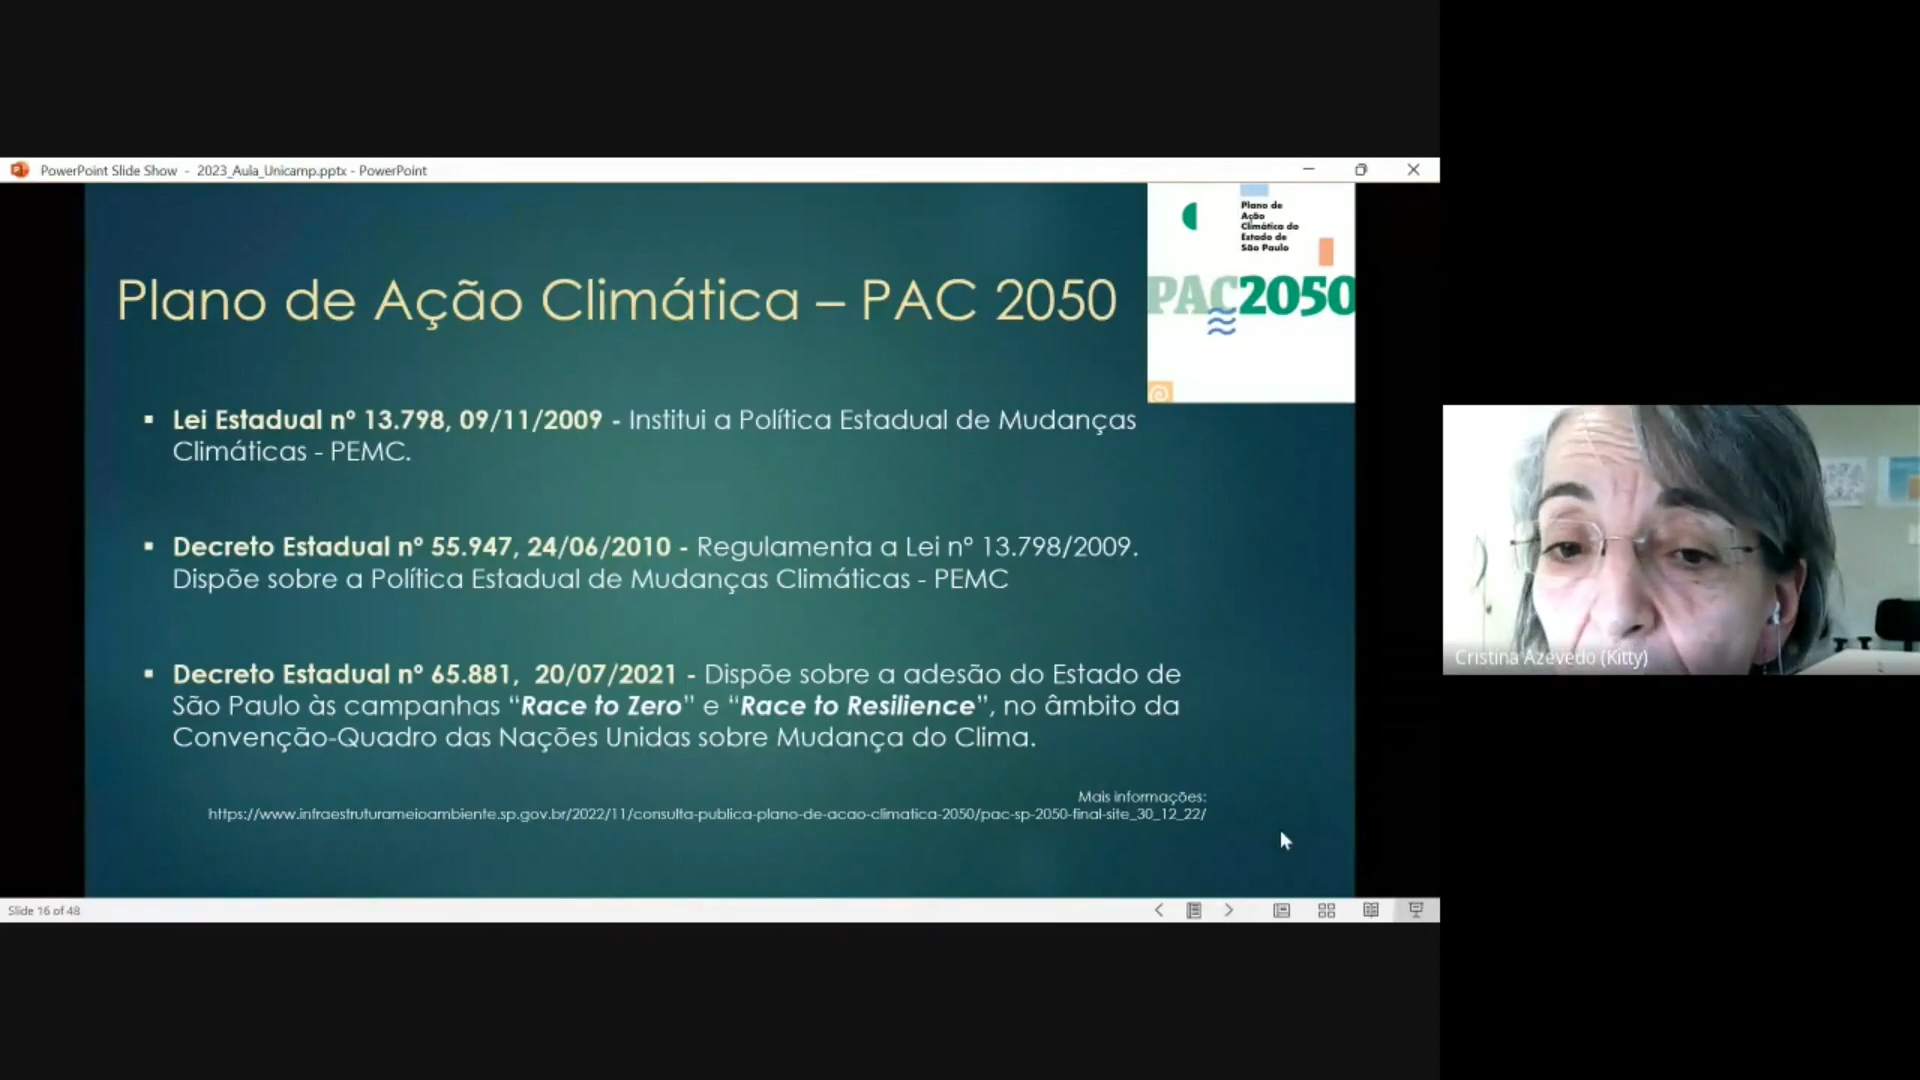 PowerPoint Slide Show - 2023_Aula_Unicamp.pptx - PowerPoint
Plano de
Ação
Climática do
Estado de
São Paulo
PAC2050
Plano de Ação Climática – PAC 2050
▪ Lei Estadual nº 13.798, 09/11/2009 - Institui a Política Estadual de Mudanças
Climáticas - PEMC.
▪ Decreto Estadual nº 55.947, 24/06/2010 - Regulamenta a Lei nº 13.798/2009.
Dispõe sobre a Política Estadual de Mudanças Climáticas - PEMC
▪ Decreto Estadual nº 65.881, 20/07/2021 - Dispõe sobre a adesão do Estado de
São Paulo às campanhas “Race to Zero” e “Race to Resilience”, no âmbito da
Convenção-Quadro das Nações Unidas sobre Mudança do Clima.
Mais informações:
https://www.infraestruturameioambiente.sp.gov.br/2022/11/consulta-publica-plano-de-acao-climatica-2050/pac-sp-2050-final-site_30_12_22/
Slide 16 of 48
Cristina Azevedo (Kitty)